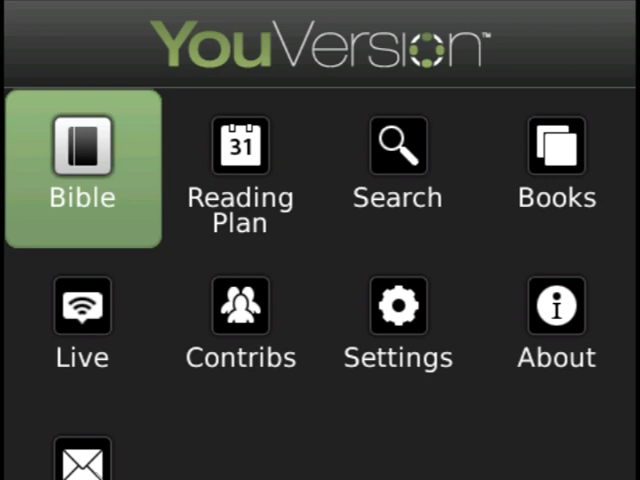 YouVersion™
31
Bible
Reading
Plan
Search
Books
Live
Contribs
Settings
About